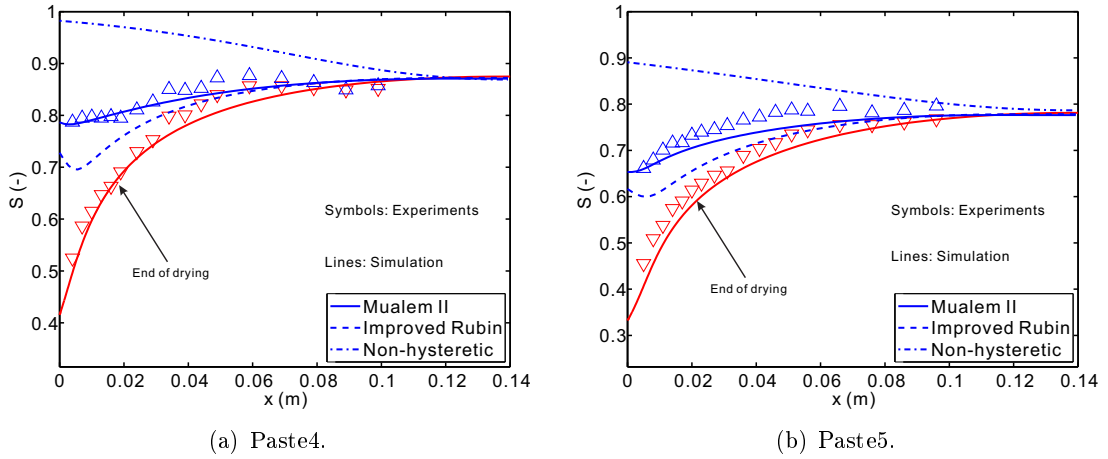 1
0.9
0.8
0.7
0.6
0.5
0.4
S (-)
End of drying
Symbols: Experiments
Lines: Simulation
Mualem II
Improved Rubin
Non-hysteretic
0 0.02 0.04 0.06 0.08 0.1 0.12 0.14
x (m)
(a) Paste4.
1
0.9
0.8
0.7
0.6
0.5
0.4
0.3
S (-)
End of drying
Symbols: Experiments
Lines: Simulation
Mualem II
Improved Rubin
Non-hysteretic
0 0.02 0.04 0.06 0.08 0.1 0.12 0.14
x (m)
(b) Paste5.